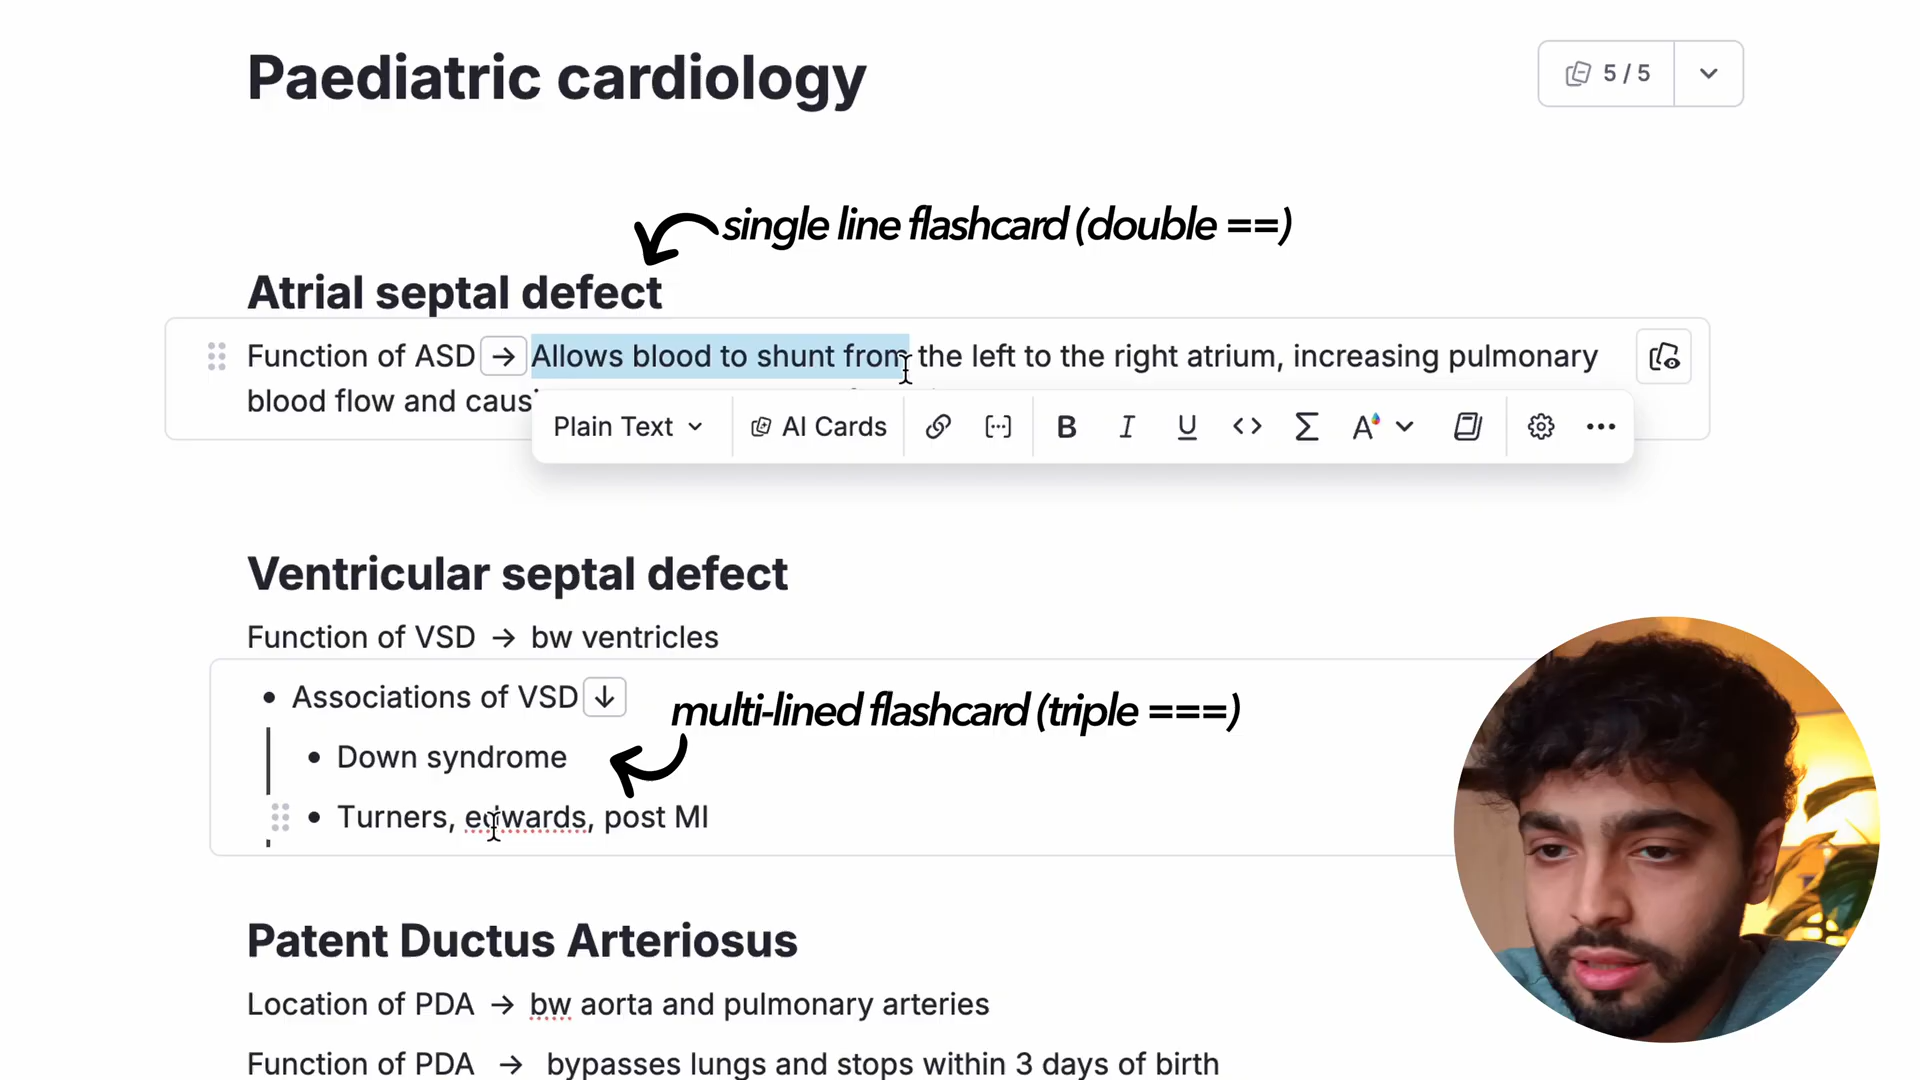 Paediatric cardiology
5 / 5
single line flashcard (double ==)
Atrial septal defect
Function of ASD → Allows blood to shunt from the left to the right atrium, increasing pulmonary
blood flow and caus
Plain Text
AI Cards
B I U <> Σ A
Ventricular septal defect
Function of VSD → bw ventricles
• Associations of VSD ↓
multi-lined flashcard (triple ===)
• Down syndrome
• Turners, edwards, post MI
Patent Ductus Arteriosus
Location of PDA → bw aorta and pulmonary arteries
Function of PDA → bypasses lungs and stops within 3 days of birth